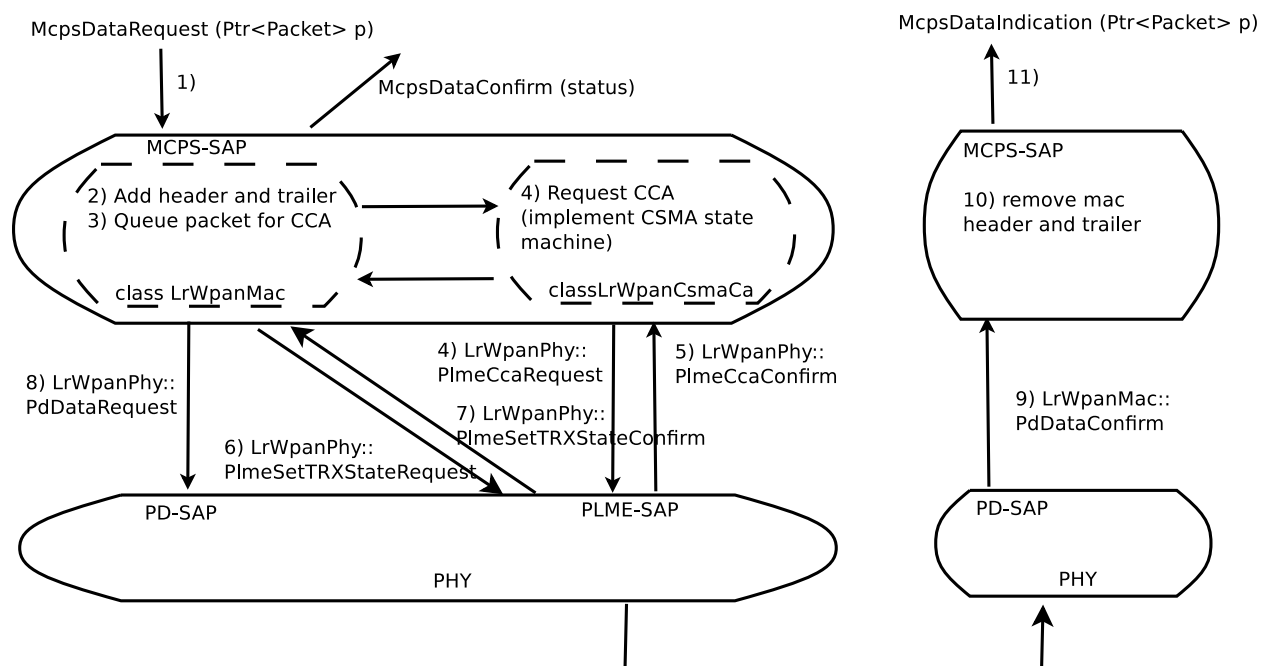 McpsDataRequest (Ptr<Packet> p)
1)
McpsDataConfirm (status)
MCPS-SAP
2) Add header and trailer
3) Queue packet for CCA
class LrWpanMac
4) Request CCA
(implement CSMA state
machine)
classLrWpanCsmaCa
8) LrWpanPhy::
PdDataRequest
6) LrWpanPhy::
PlmeSetTRXStateRequest
4) LrWpanPhy::
PlmeCcaRequest
7) LrWpanPhy::
PlmeSetTRXStateConfirm
5) LrWpanPhy::
PlmeCcaConfirm
PD-SAP
PLME-SAP
PHY
McpsDataIndication (Ptr<Packet> p)
11)
MCPS-SAP
10) remove mac
header and trailer
9) LrWpanMac::
PdDataConfirm
PD-SAP
PHY